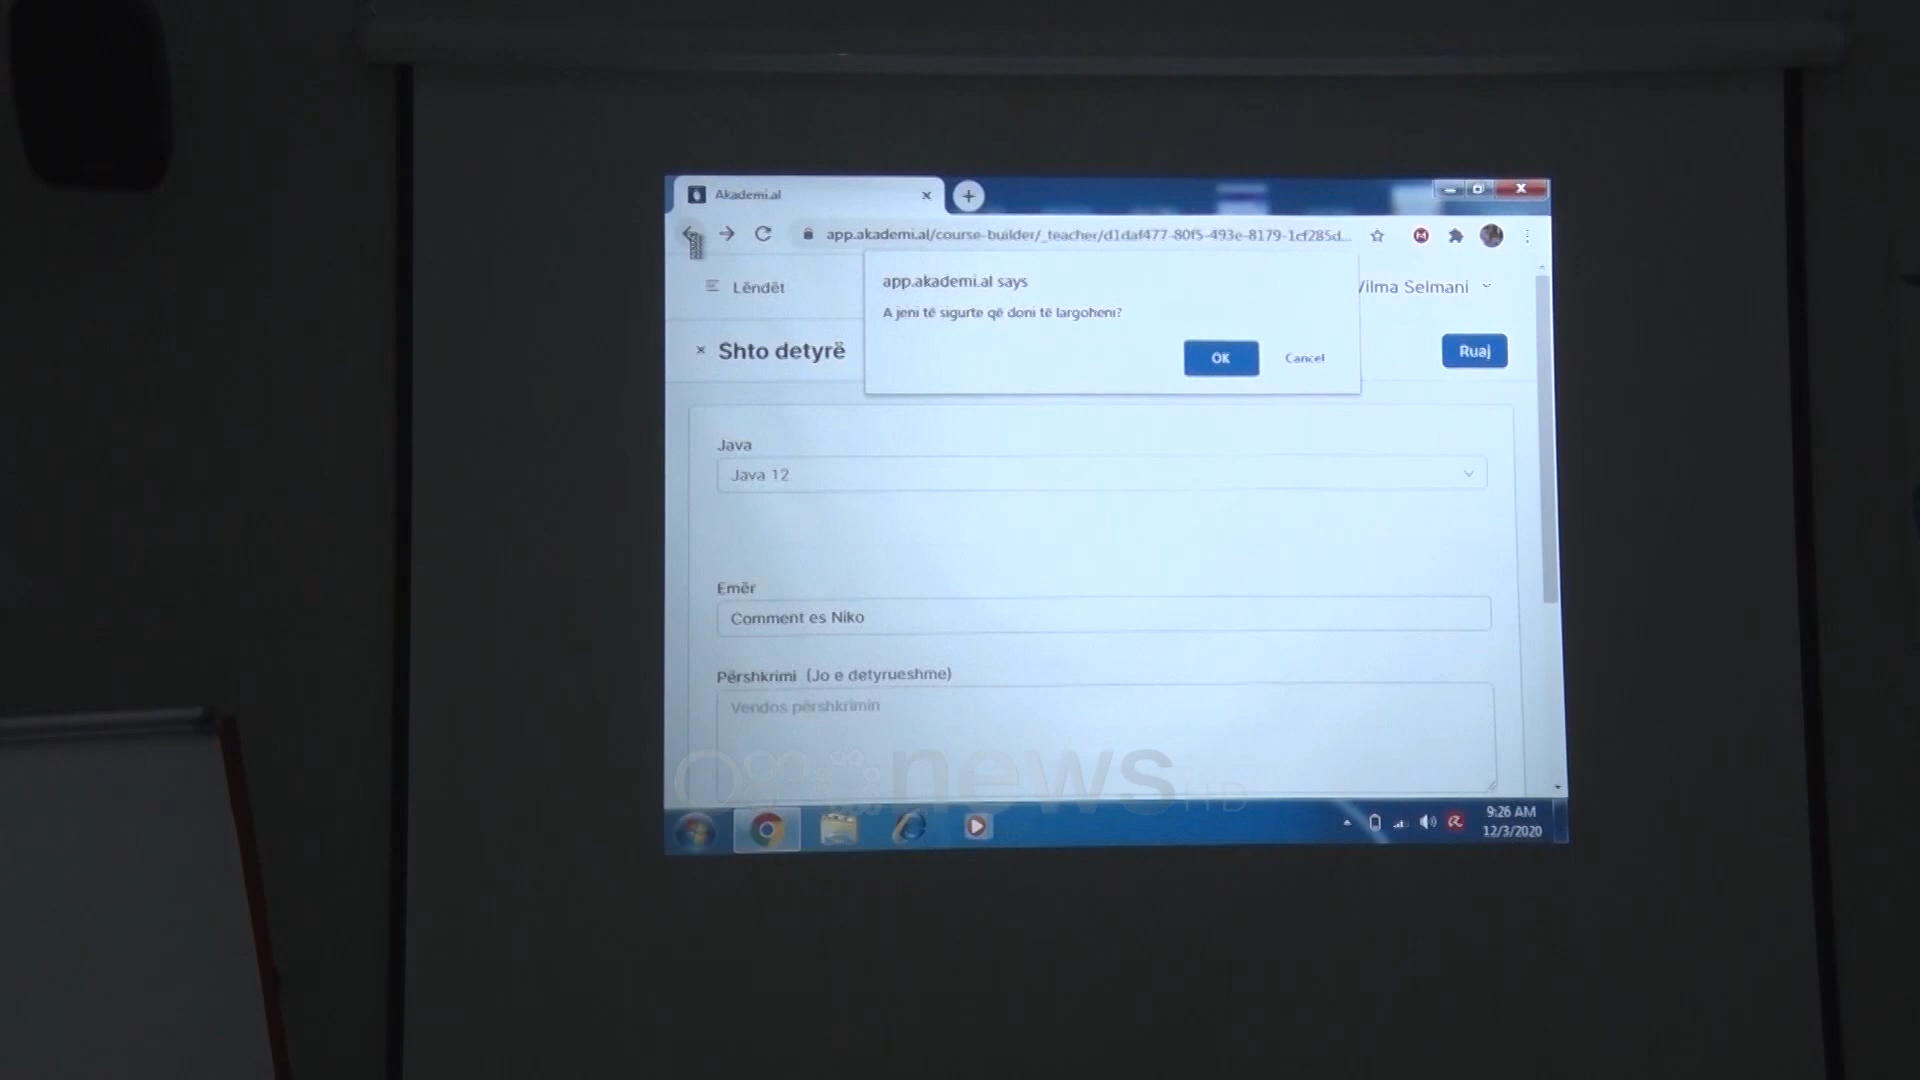 Akademi.al
app.akademi.al/course-builder/_teacher/d1daf477-80f5-493e-8179-1cf285d...
app.akademi.al says
A jeni të sigurte që doni të largoheni?
OK
Cancel
Lëndët
Vilma Selmani
Shto detyrë
Ruaj
Java
Java 12
Emër
Comment es Niko
Përshkrimi (Jo e detyrueshme)
Vendos përshkrimin
news HD
9:26 AM
12/3/2020